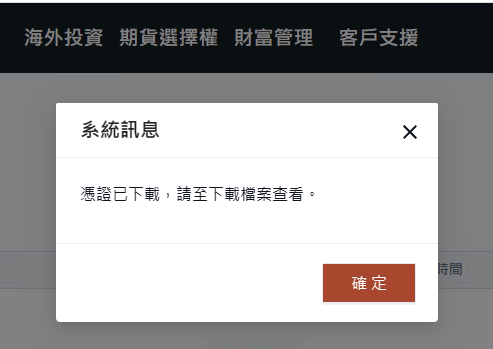 海外投資 期貨選擇權 財富管理 客戶支援
系統訊息
憑證已下載，請至下載檔案查看。
時間
確定